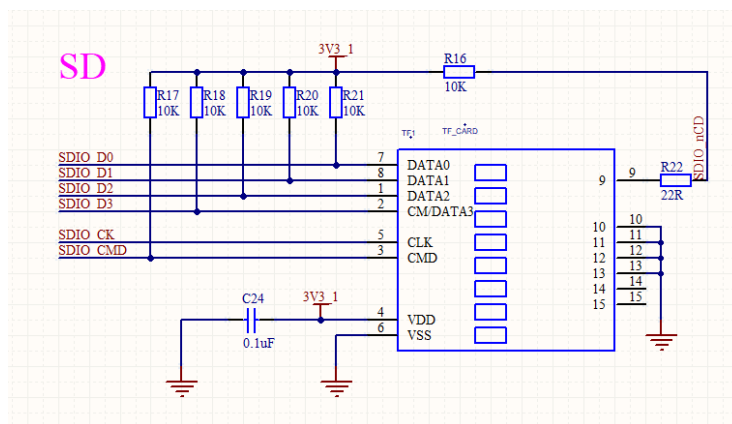 SD
3V3_1
R16
10K
R17
10K
R18
10K
R19
10K
R20
10K
R21
10K
TF1
TF_CARD
SDIO_nCD
SDIO_D0
7
DATA0
SDIO_D1
8
DATA1
SDIO_D2
1
DATA2
SDIO_D3
2
CM/DATA3
SDIO_CK
5
CLK
SDIO_CMD
3
CMD
4
VDD
6
VSS
9
9
R22
22R
10
10
11
11
12
12
13
13
14
14
15
15
C24
0.1uF
3V3_1